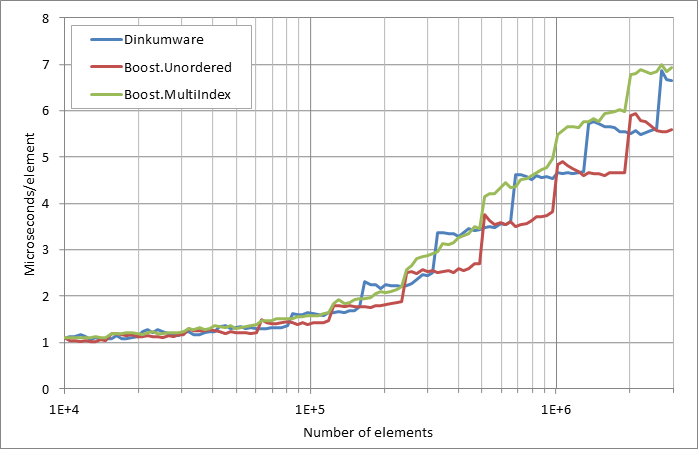 8
7
6
5
4
3
2
1
0
Microseconds/element
Dinkumware
Boost.Unordered
Boost.MultiIndex
1E+4
1E+5
1E+6
Number of elements